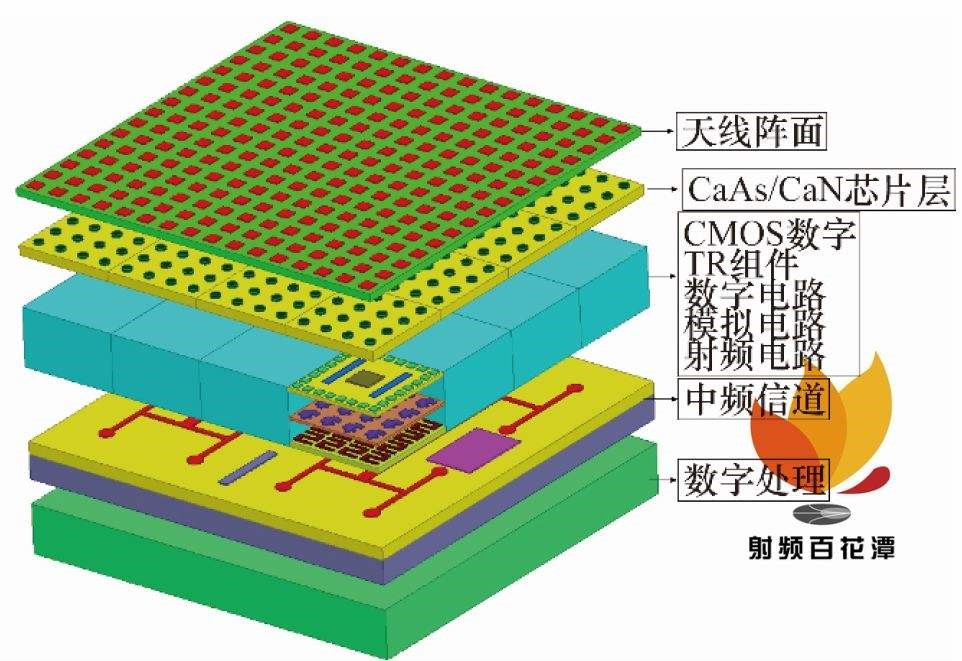 天线阵面
CaAs/CaN芯片层
CMOS数字
TR组件
数字电路
模拟电路
射频电路
中频信道
数字处理
射频百花潭